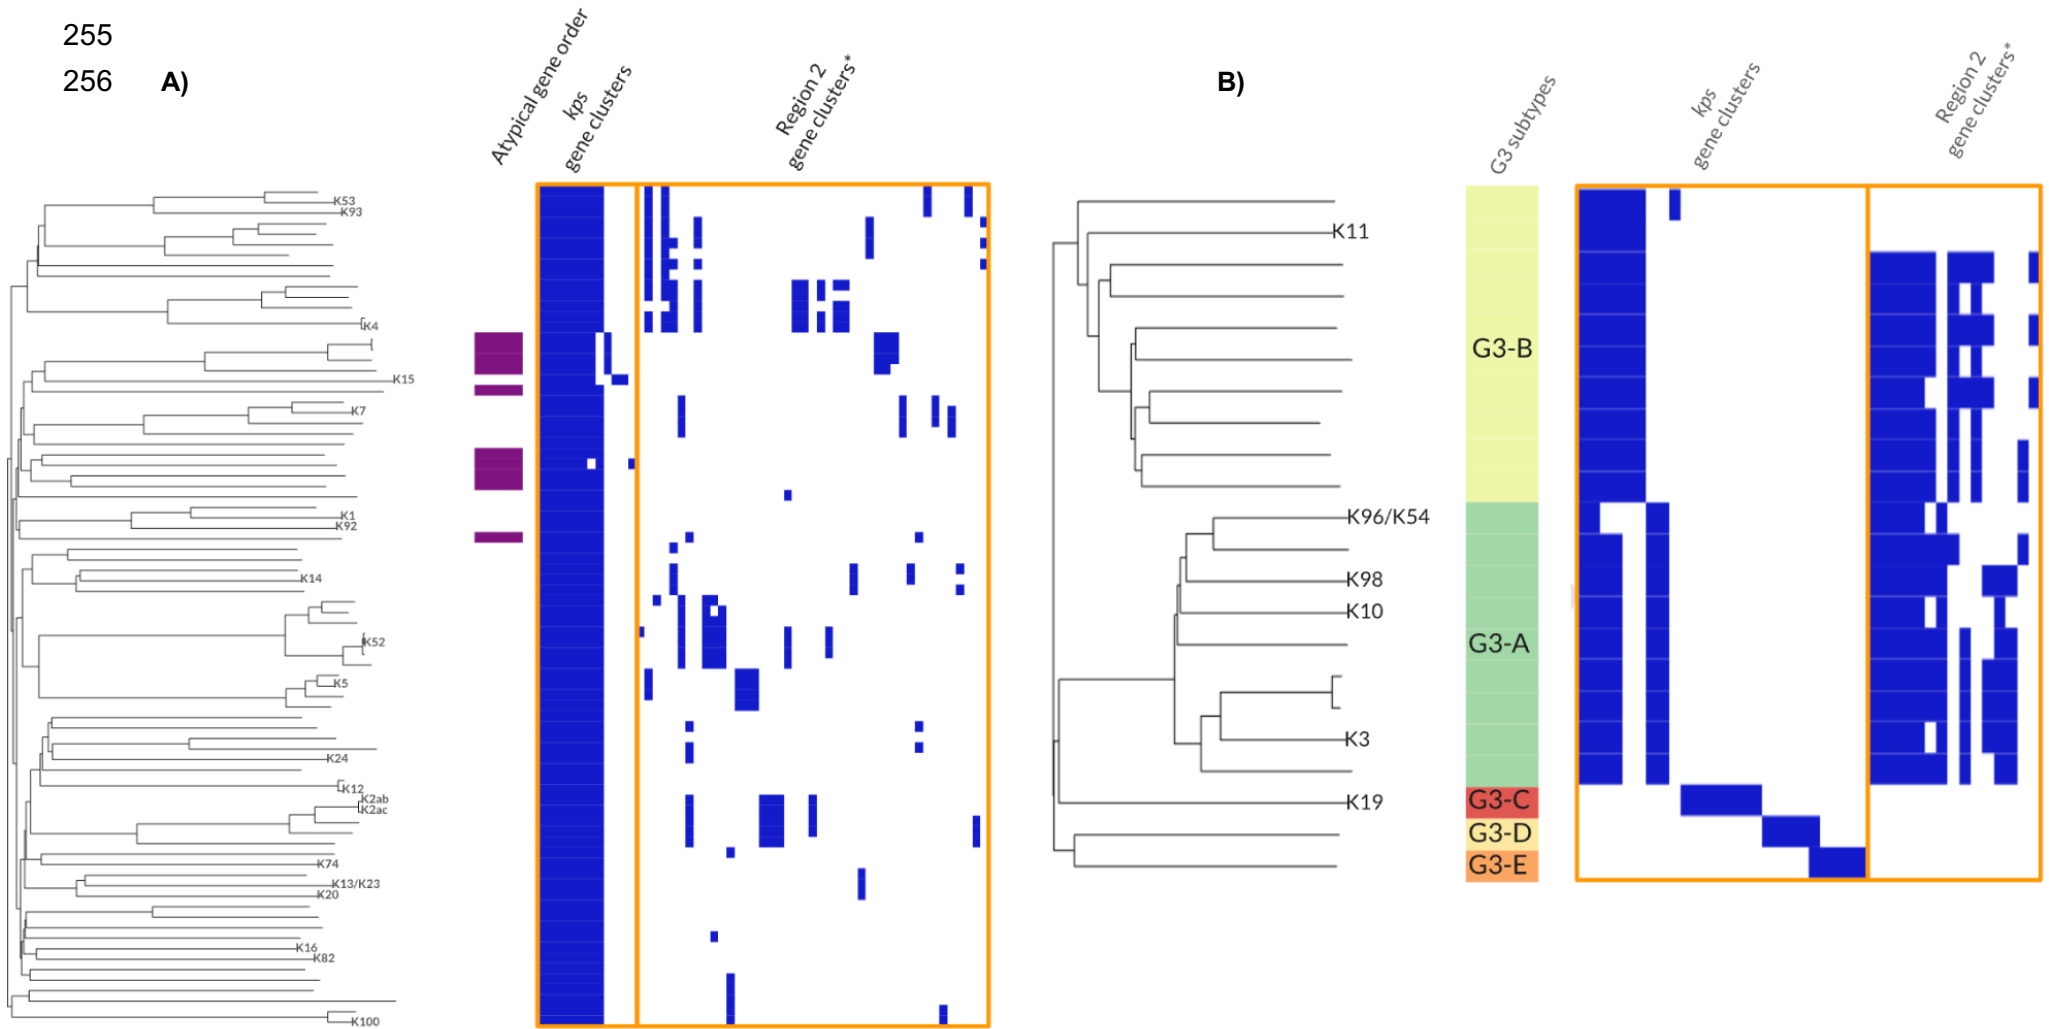 255
256
A)
Atypical gene order
kps
gene clusters
Region 2
gene clusters*
K53
K93
K4
K15
K7
K1
K92
K14
K52
K5
K24
K12
K2ab
K2ac
K74
K13/K23
K20
K16
K82
K100
B)
G3 subtypes
kps
gene clusters
Region 2
gene clusters*
K11
K96/K54
K98
K10
K3
K19
G3-B
G3-A
G3-C
G3-D
G3-E